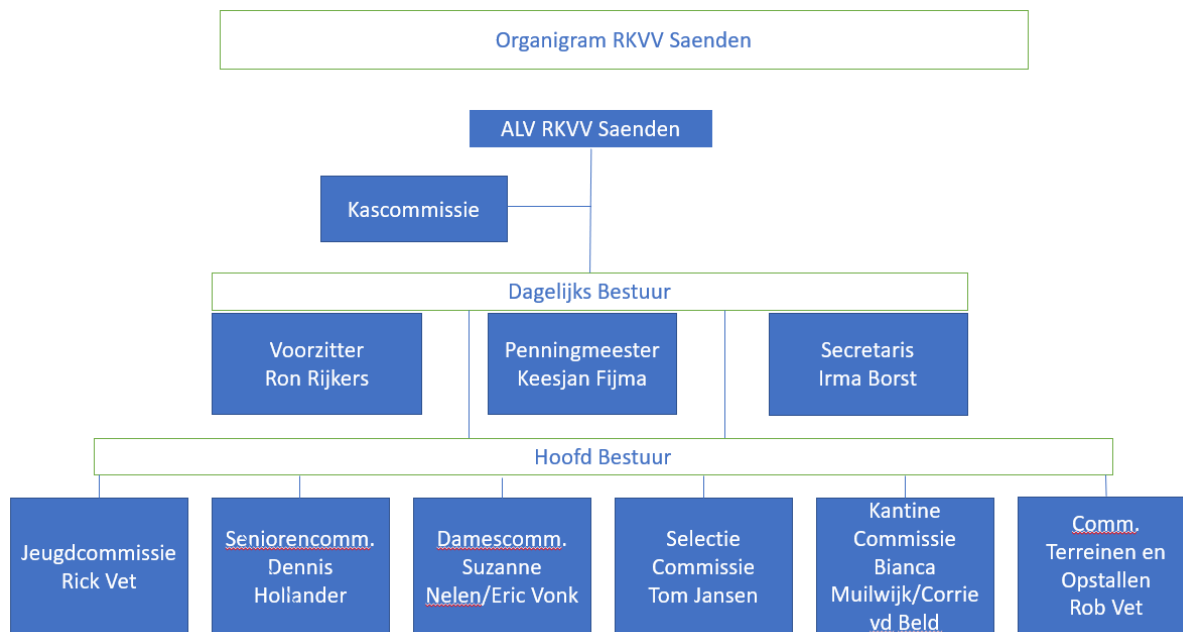 Organigram RKVV Saenden
ALV RKVV Saenden
Kascommissie
Dagelijks Bestuur
Voorzitter
Ron Rijkers
Penningmeester
Keesjan Fijma
Secretaris
Irma Borst
Hoofd Bestuur
Jeugdcommissie
Rick Vet
Seniorencomm.
Dennis
Hollander
Damescomm.
Suzanne
Nelen/Eric Vonk
Selectie
Commissie
Tom Jansen
Kantine
Commissie
Bianca
Muilwijk/Corrie
vd Beld
Comm.
Terreinen en
Opstallen
Rob Vet